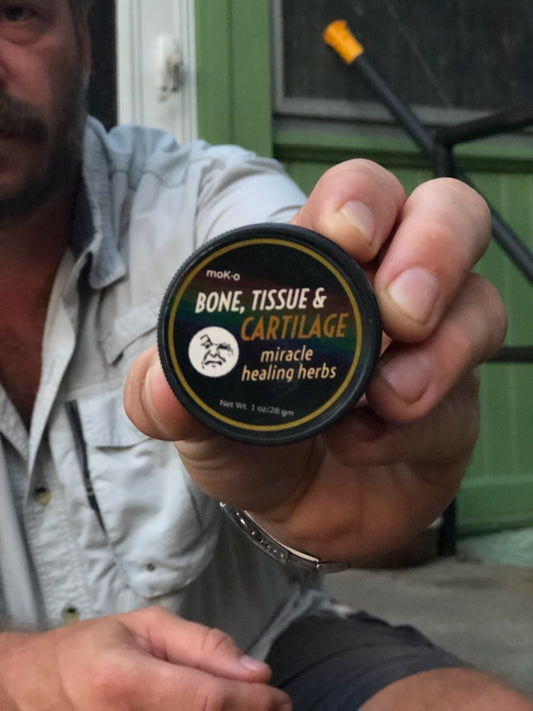 moK-o
BONE, TISSUE &
CARTILAGE
miracle
healing herbs
Net Wt. 1 oz/28 gm